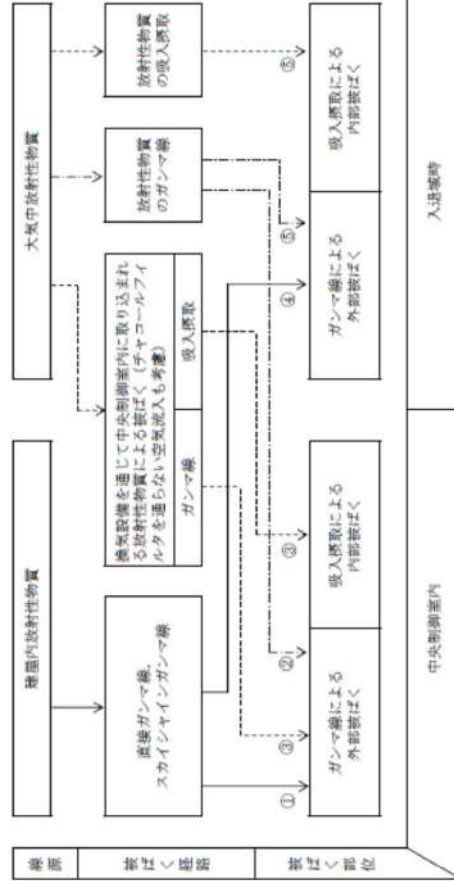 線源
建屋内放射性物質
大気中放射性物質
被ばく経路
直接ガンマ線,
スカイシャインガンマ線
換気設備を通じて中央制御室内に取り込まれ
る放射性物質による被ばく（チャコールフィ
ルタを通らない空気流入も考慮）
ガンマ線
吸入摂取
放射性物質
のガンマ線
放射性物質
の吸入摂取
①
③
②
③
④
⑤
⑤
被ばく部位
ガンマ線による
外部被ばく
吸入摂取による
内部被ばく
ガンマ線による
外部被ばく
吸入摂取による
内部被ばく
中央制御室内
入退域時